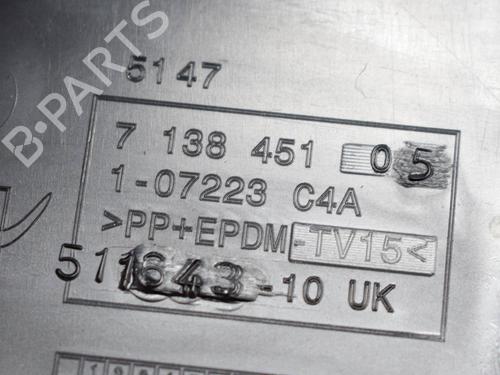 B-PARTS
5147
7 138 451 05
1-07223 C4A
>PP+EPDM-TV15<
511643-10 UK